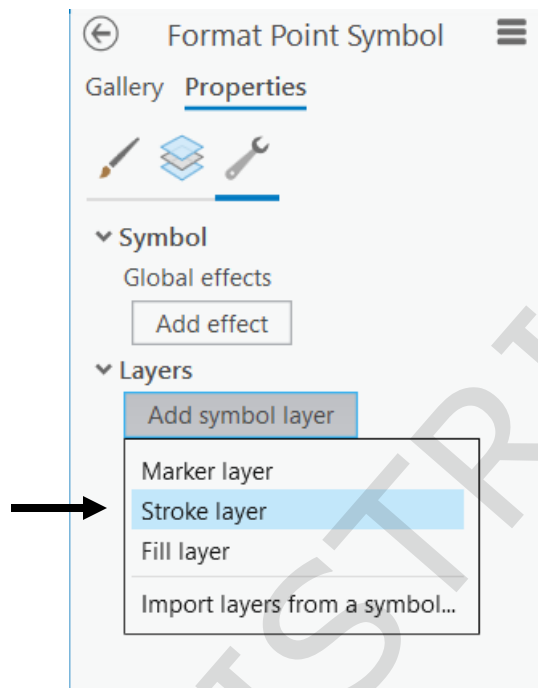 Format Point Symbol
Gallery Properties
Symbol
Global effects
Add effect
Layers
Add symbol layer
Marker layer
Stroke layer
Fill layer
Import layers from a symbol...